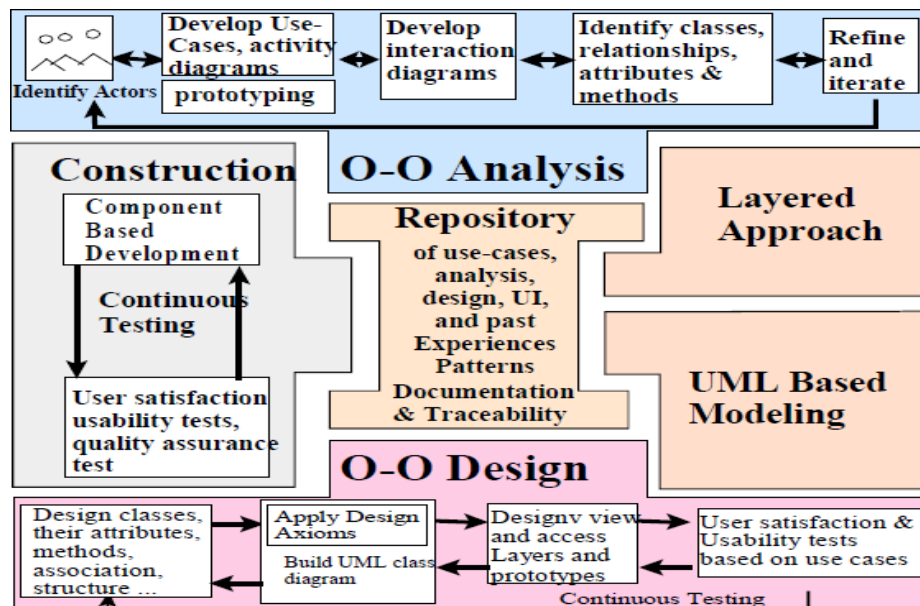 Develop Use-
Cases, activity
diagrams
prototyping
Identify Actors
Develop
interaction
diagrams
Identify classes,
relationships,
attributes &
methods
Refine
and
iterate
O-O Analysis
Construction
Component
Based
Development
Continuous
Testing
User satisfaction
usability tests,
quality assurance
test
Repository
of use-cases,
analysis,
design, UI,
and past
Experiences
Patterns
Documentation
& Traceability
Layered
Approach
UML Based
Modeling
O-O Design
Design classes,
their attributes,
methods,
association,
structure ...
Apply Design
Axioms
Build UML class
diagram
Designv view
and access
Layers and
prototypes
User satisfaction &
Usability tests
based on use cases
Continuous Testing